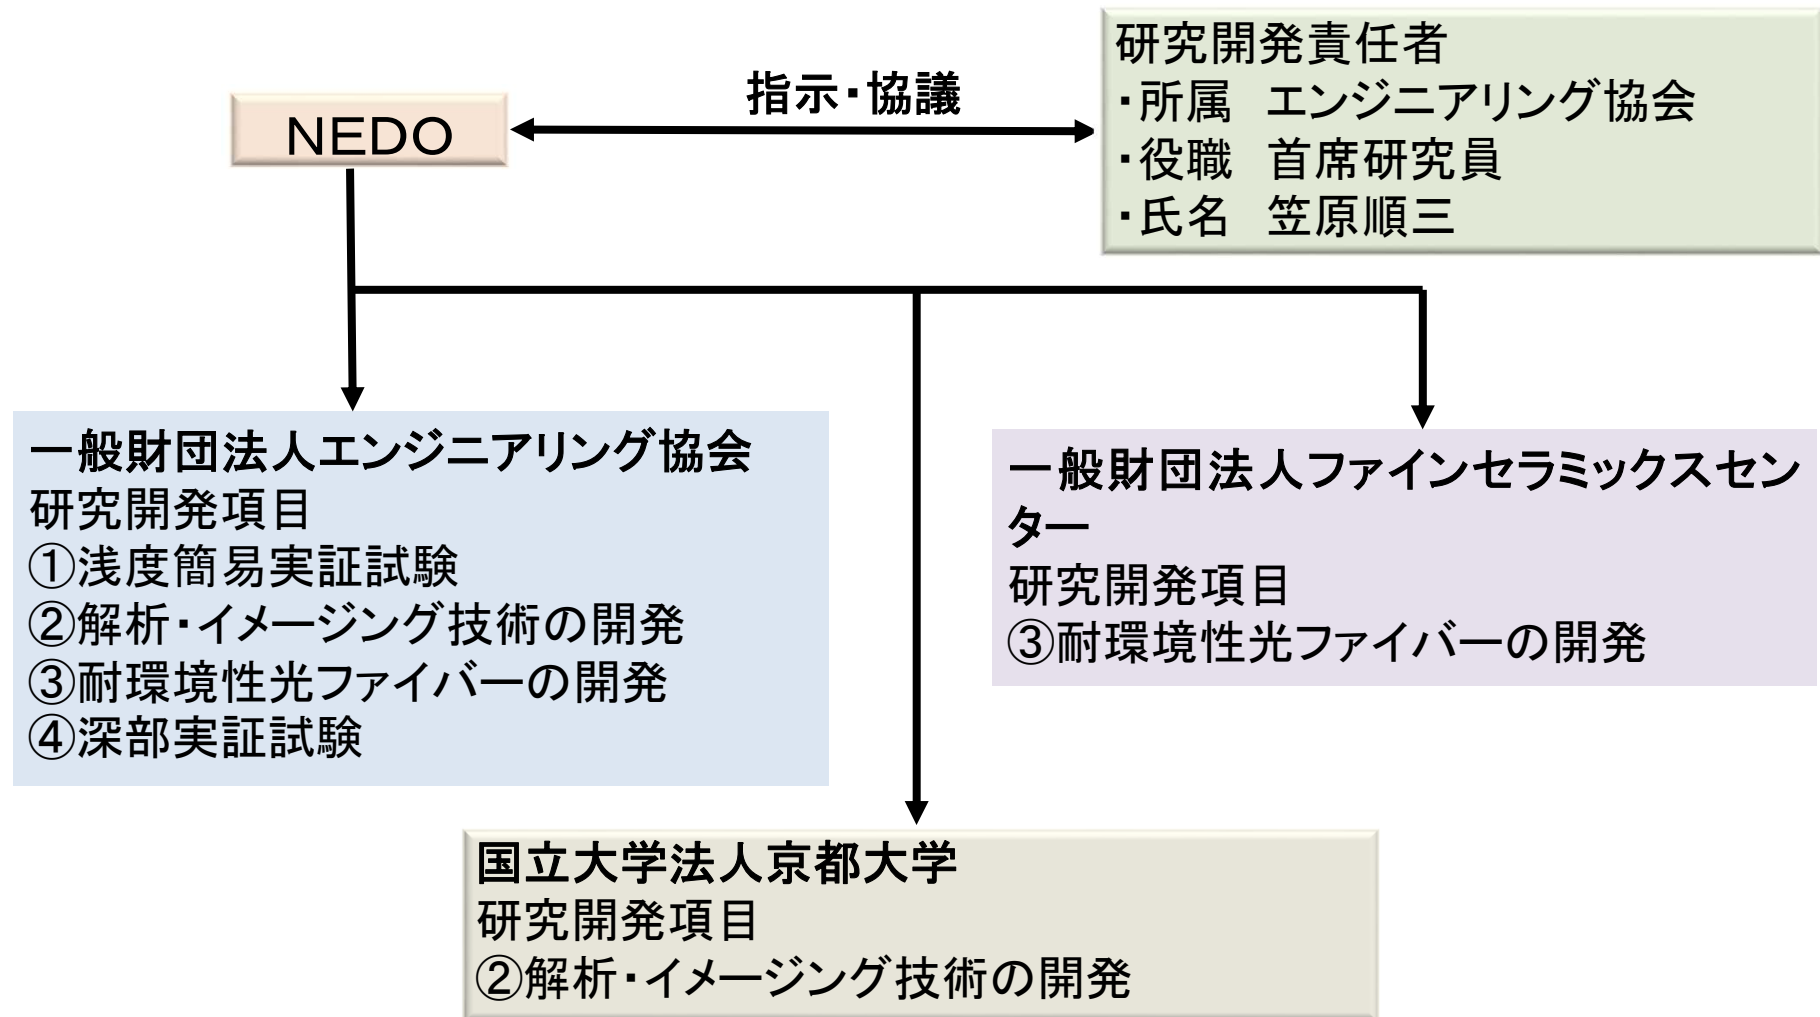 研究開発責任者
・所属　エンジニアリング協会
・役職　首席研究員
・氏名　笠原順三
指示・協議
NEDO
一般財団法人エンジニアリング協会
研究開発項目
①浅度簡易実証試験
②解析・イメージング技術の開発
③耐環境性光ファイバーの開発
④深部実証試験
一般財団法人ファインセラミックスセン
ター
研究開発項目
③耐環境性光ファイバーの開発
国立大学法人京都大学
研究開発項目
②解析・イメージング技術の開発